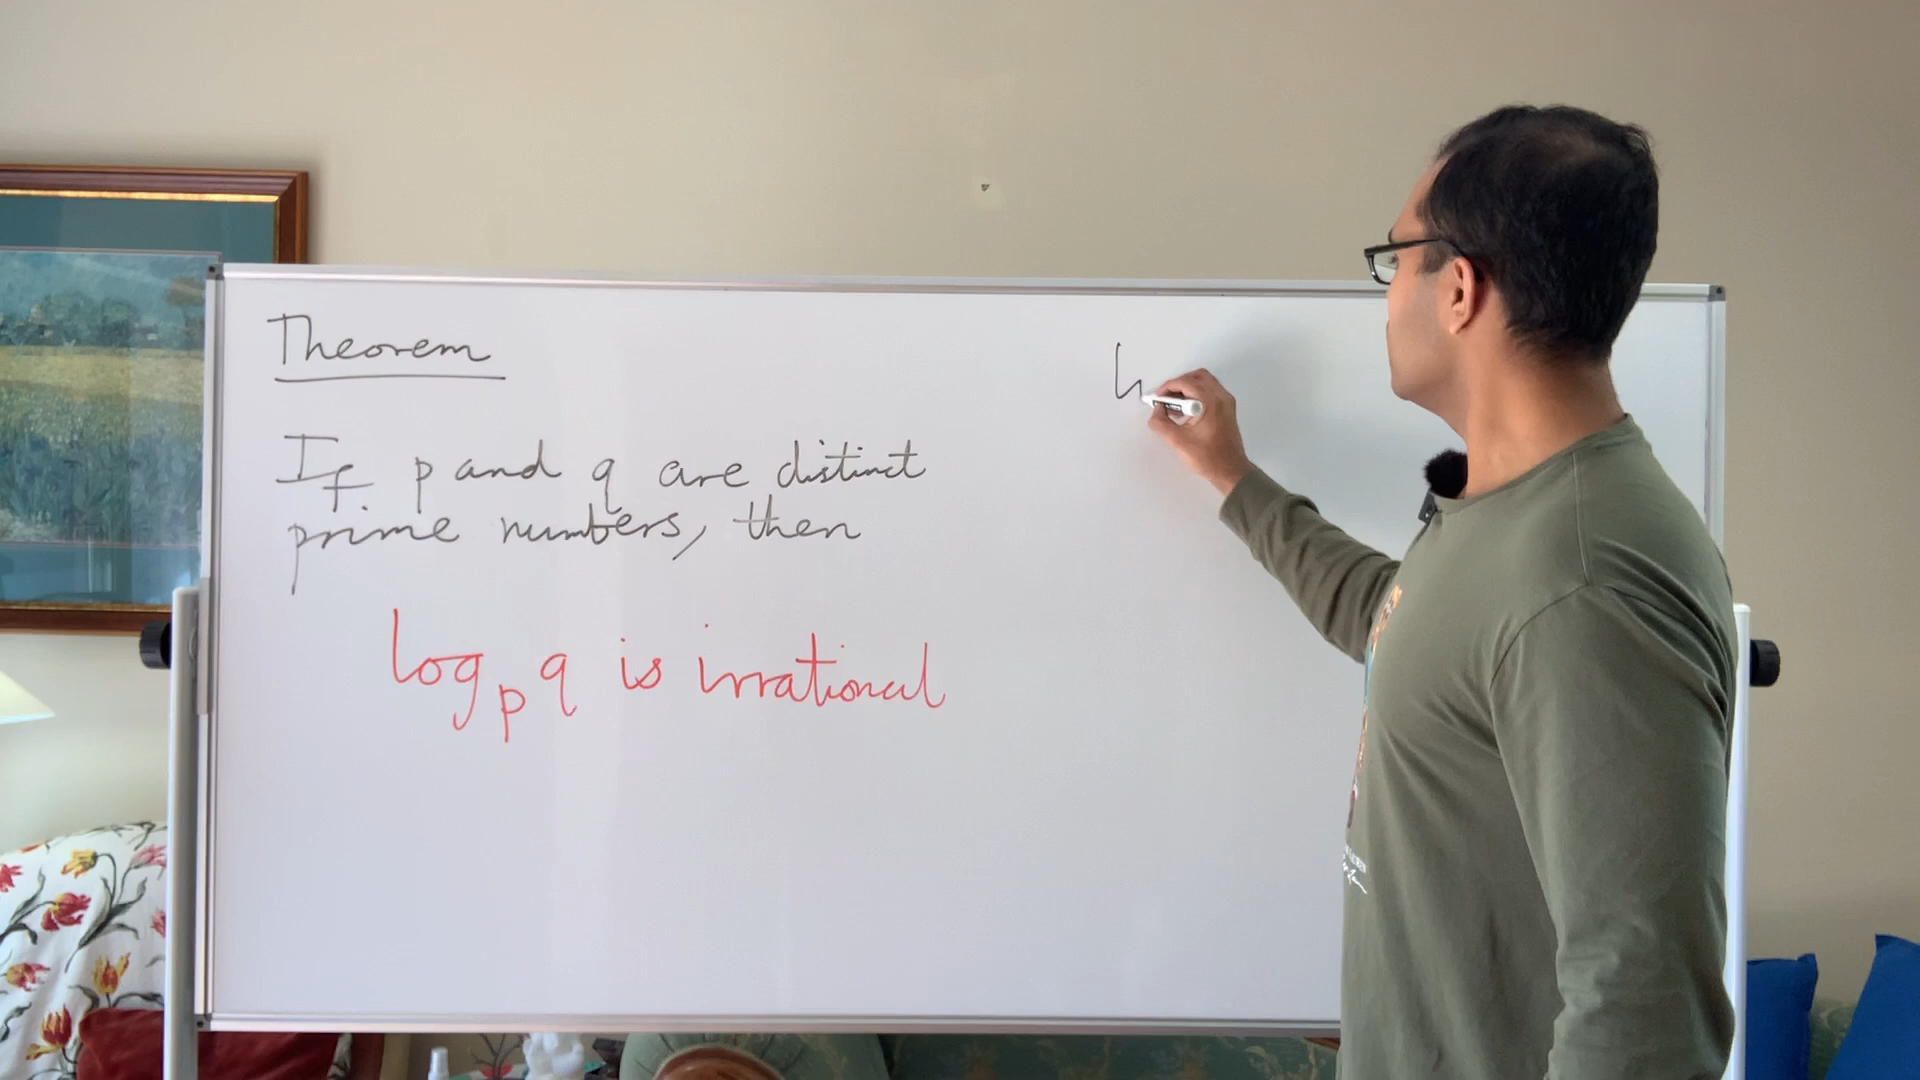 Theorem
If p and q are distinct
prime numbers, then
log_p q is irrational